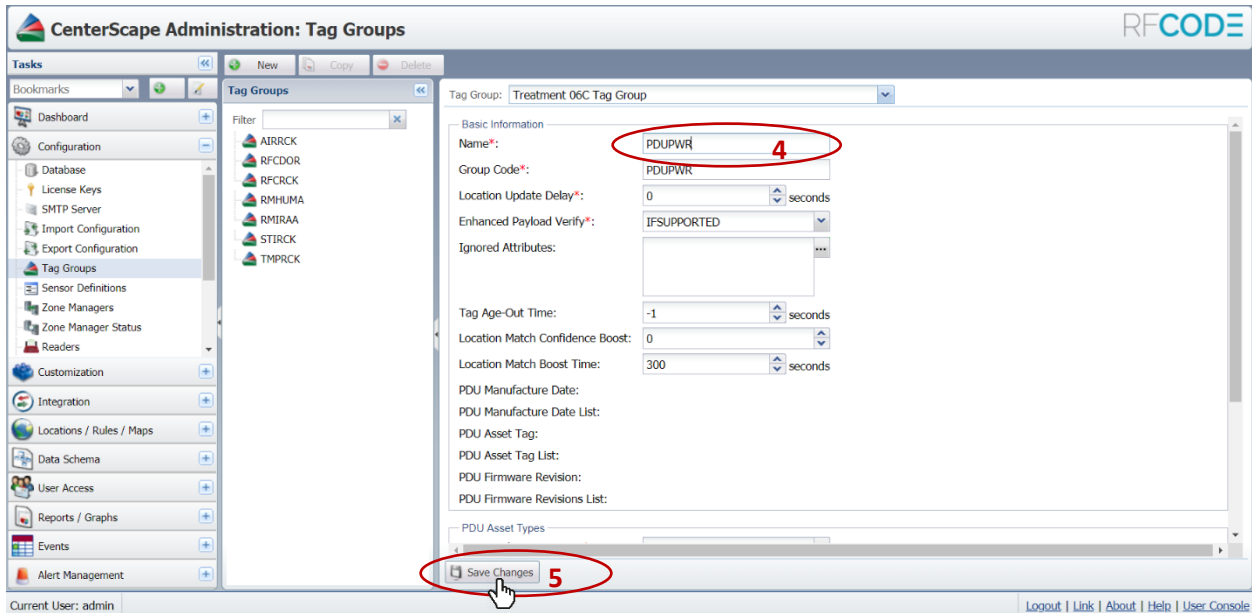 CenterScape Administration: Tag Groups
RFCODE
Tasks
New
Copy
Delete
Bookmarks
Tag Groups
Tag Group: Treatment 06C Tag Group
Dashboard
Filter
Basic Information
Configuration
AIRRCK
Name*: PDUPWR 4
Database
RFCDOR
Group Code*: PDUPWR
License Keys
RFCRCK
Location Update Delay*: 0 seconds
SMTP Server
RMHUMA
Enhanced Payload Verify*: IFSUPPORTED
Import Configuration
RMIRAA
Ignored Attributes: ...
Export Configuration
STIRCK
Tag Groups
TMPRCK
Sensor Definitions
Zone Managers
Tag Age-Out Time: -1 seconds
Zone Manager Status
Location Match Confidence Boost: 0
Readers
Location Match Boost Time: 300 seconds
Customization
PDU Manufacture Date:
Integration
PDU Manufacture Date List:
Locations / Rules / Maps
PDU Asset Tag:
Data Schema
PDU Asset Tag List:
User Access
PDU Firmware Revision:
PDU Firmware Revisions List:
Reports / Graphs
PDU Asset Types
Events
Alert Management
Save Changes 5
Current User: admin
Logout | Link | About | Help | User Console